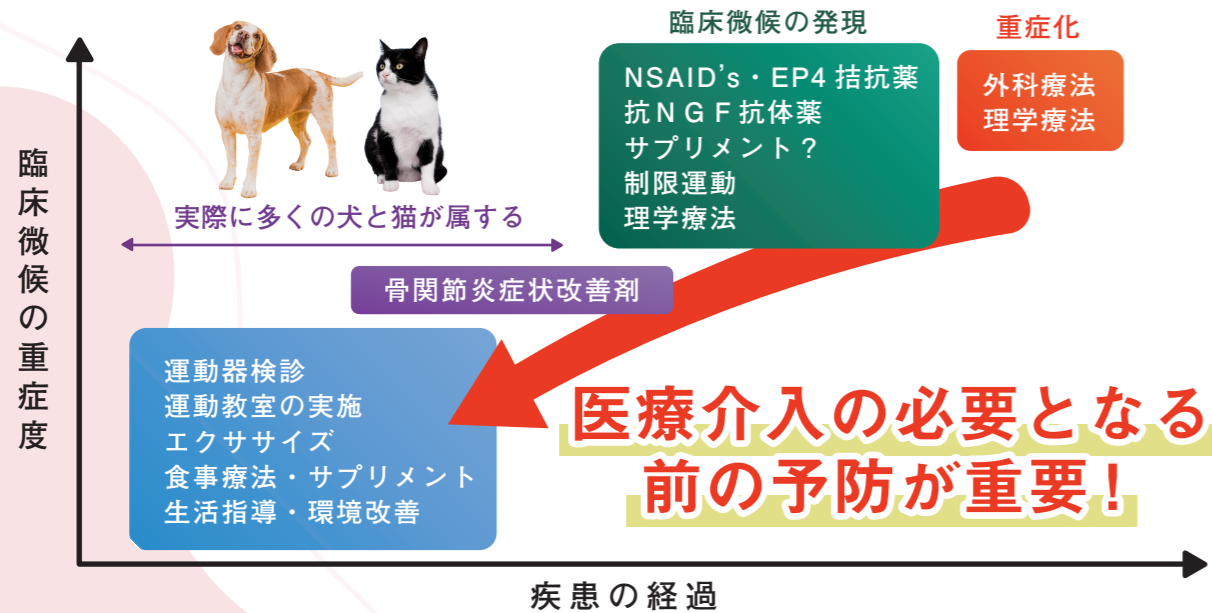 臨床微候の発現
重症化
NSAID's・EP4 拮抗薬
抗NGF抗体薬
サプリメント?
制限運動
理学療法
外科療法
理学療法
実際に多くの犬と猫が属する
骨関節炎症状改善剤
運動器検診
運動教室の実施
エクササイズ
食事療法・サプリメント
生活指導・環境改善
医療介入の必要となる
前の予防が重要!
臨床微候の重症度
疾患の経過